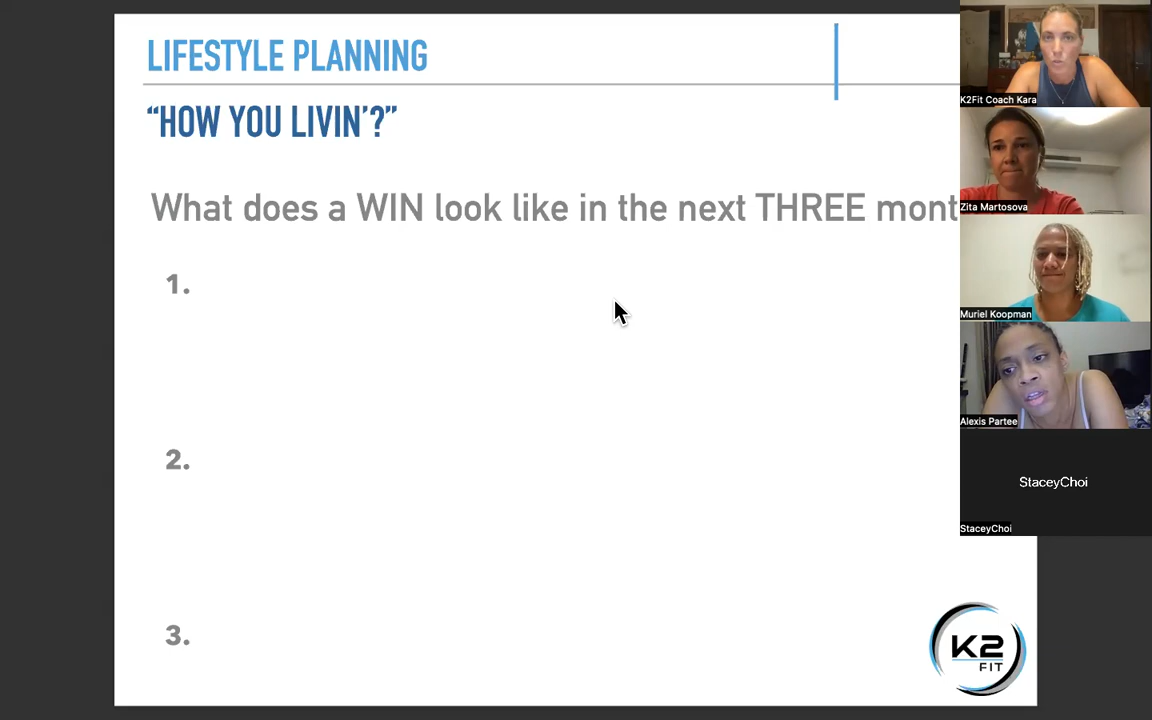 LIFESTYLE PLANNING
“HOW YOU LIVIN’?”
What does a WIN look like in the next THREE mont
1.
2.
3.
K2
FIT
K2Fit Coach Kara
Zita Martosova
Muriel Koopman
Alexis Partee
StaceyChoi
StaceyChoi